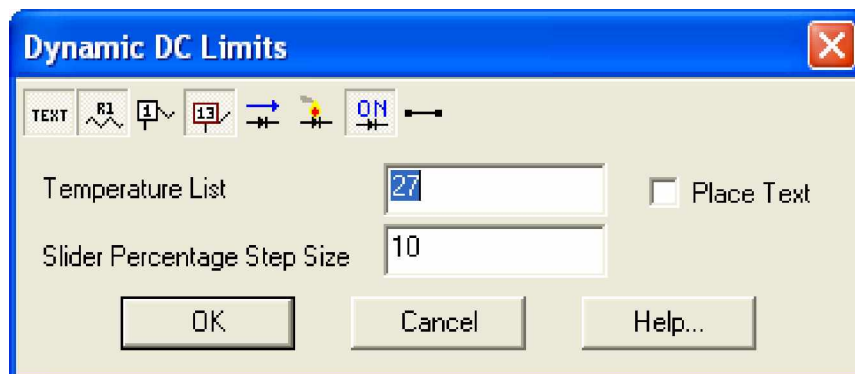 Dynamic DC Limits
TEXT R1 1 13 ON
Temperature List 27 Place Text
Slider Percentage Step Size 10
OK Cancel Help...